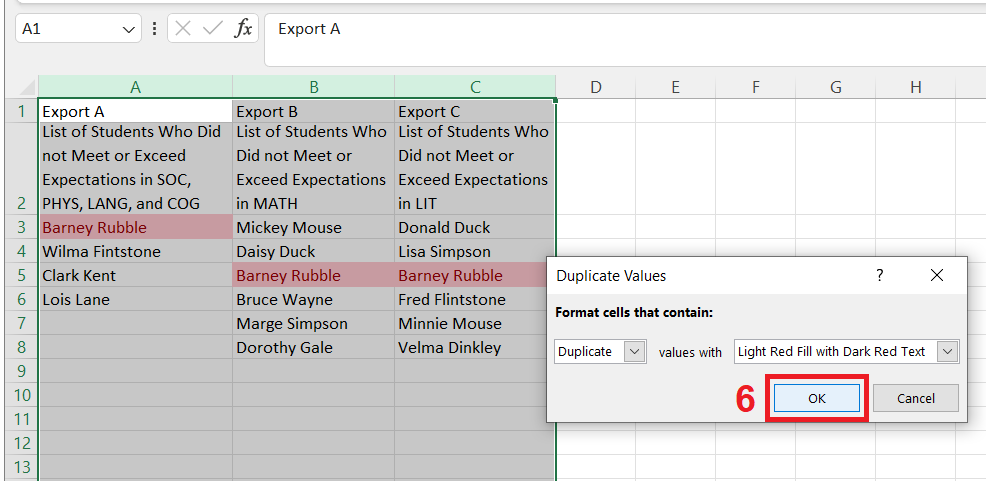 A1
fx
Export A
A B C D E F G H
1 Export A Export B Export C
List of Students Who Did List of Students Who List of Students Who
not Meet or Exceed Did not Meet or Did not Meet or
Expectations in SOC, Exceed Expectations Exceed Expectations
2 PHYS, LANG, and COG in MATH in LIT
3 Barney Rubble Mickey Mouse Donald Duck
4 Wilma Fintstone Daisy Duck Lisa Simpson
5 Clark Kent Barney Rubble Barney Rubble
6 Lois Lane Bruce Wayne Fred Flintstone
7 Marge Simpson Minnie Mouse
8 Dorothy Gale Velma Dinkley
9
10
11
12
13
Duplicate Values ?
Format cells that contain:
Duplicate values with Light Red Fill with Dark Red Text
6 OK Cancel